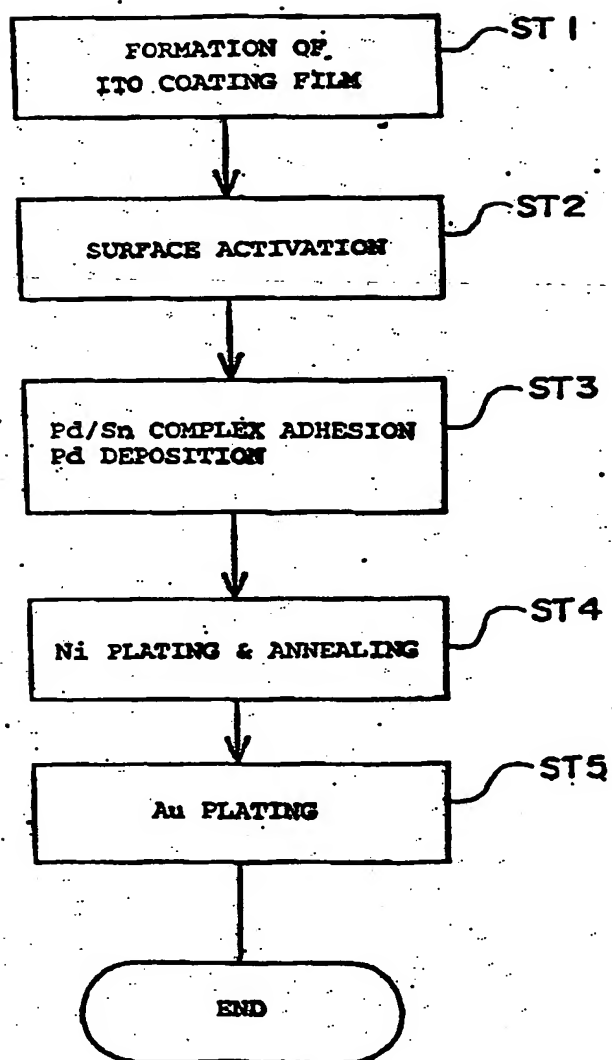 FORMATION OF
ITO COATING FILM
ST1
SURFACE ACTIVATION
ST2
Pd/Sn COMPLEX ADHESION
Pd DEPOSITION
ST3
Ni PLATING & ANNEALING
ST4
Au PLATING
ST5
END